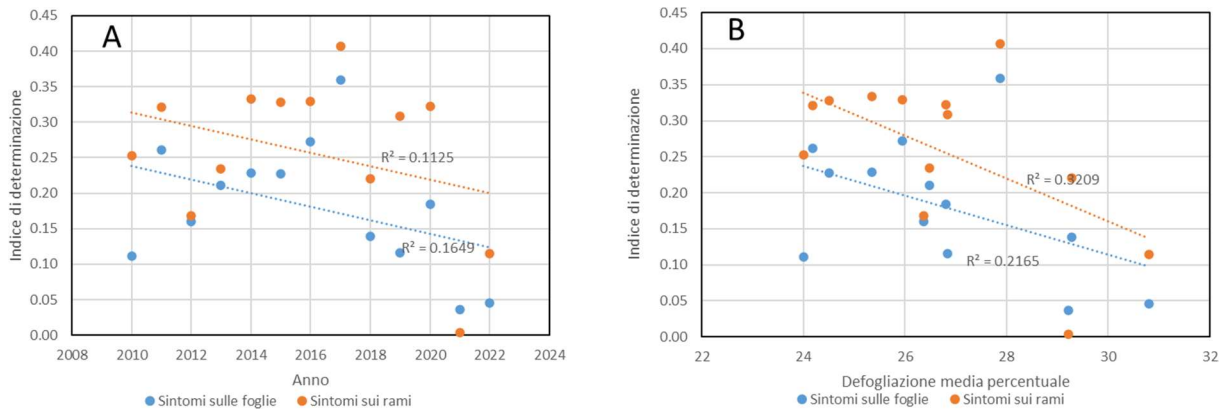 A
Indice di determinazione
0.45
0.40
0.35
0.30
0.25
0.20
0.15
0.10
0.05
0.00
R² = 0.1125
R² = 0.1649
2008
2010
2012
2014
2016
2018
2020
2022
2024
Anno
Sintomi sulle foglie
Sintomi sui rami
B
Indice di determinazione
0.45
0.40
0.35
0.30
0.25
0.20
0.15
0.10
0.05
0.00
R² = 0.3209
R² = 0.2165
22
24
26
28
30
32
Defogliazione media percentuale
Sintomi sulle foglie
Sintomi sui rami